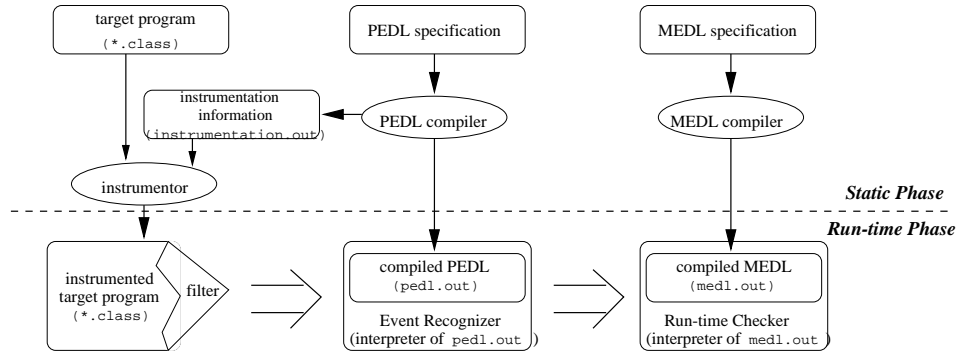 target program
(*.class)
PEDL specification
MEDL specification
instrumentation
information
(instrumentation.out)
PEDL compiler
MEDL compiler
instrumentor
Static Phase
Run-time Phase
instrumented
target program
(*.class)
filter
compiled PEDL
(pedl.out)
Event Recognizer
(interpreter of pedl.out )
compiled MEDL
(medl.out)
Run-time Checker
(interpreter of medl.out )